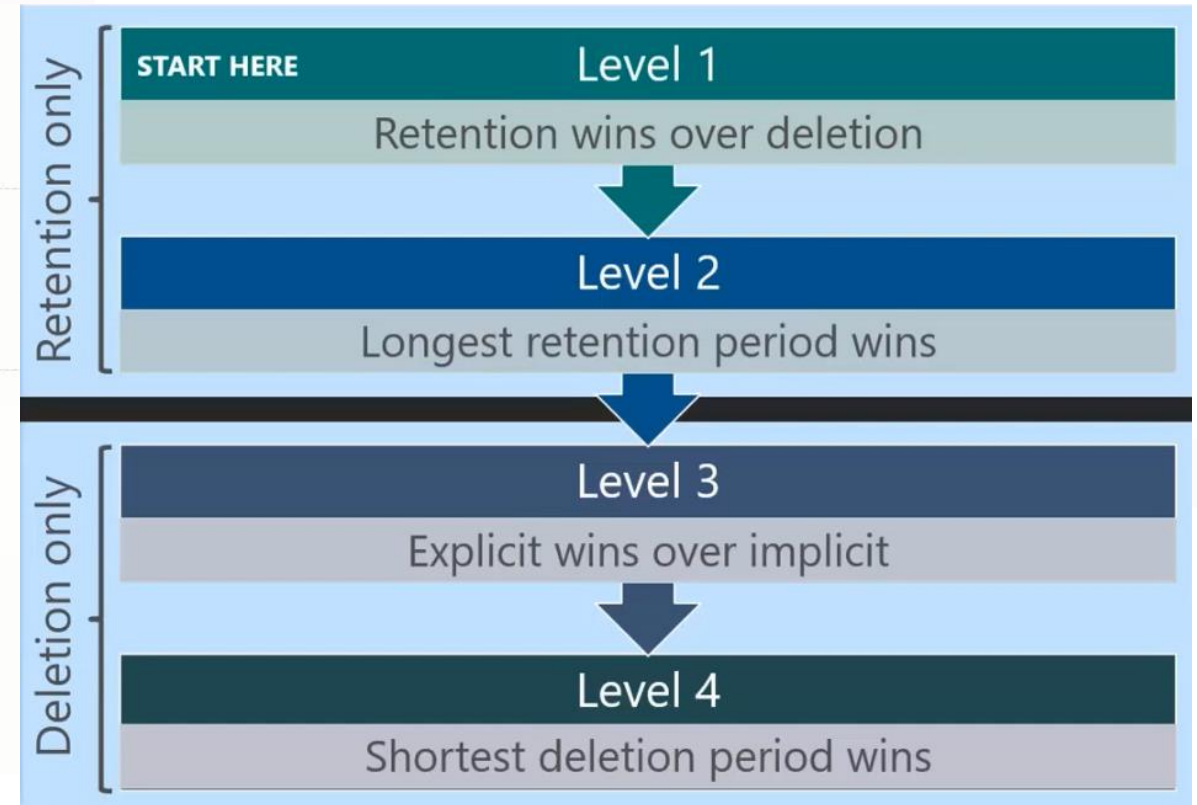 Retention only
START HERE
Level 1
Retention wins over deletion
Level 2
Longest retention period wins
Deletion only
Level 3
Explicit wins over implicit
Level 4
Shortest deletion period wins